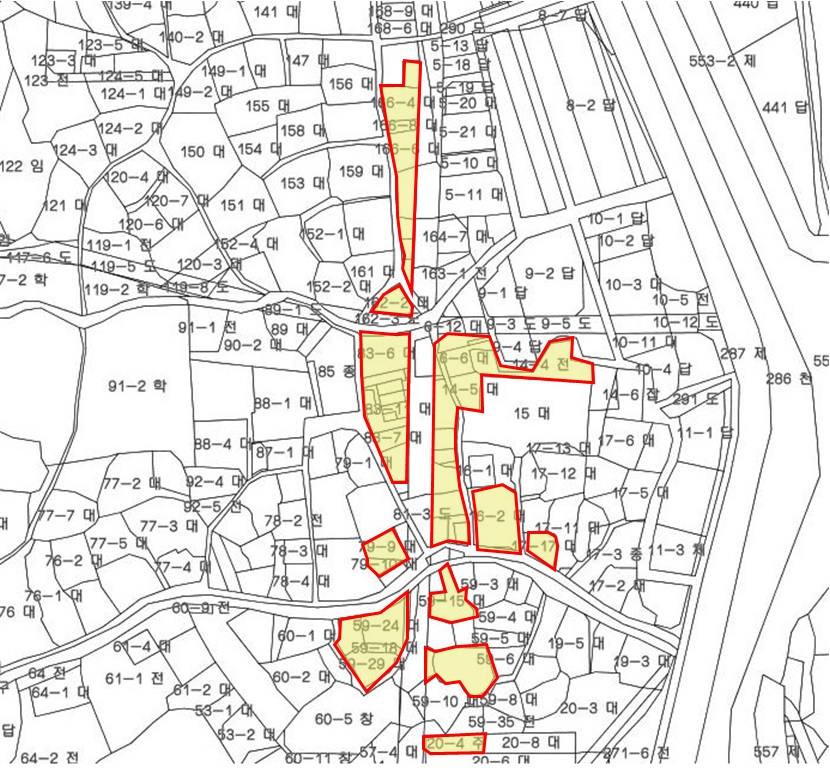 139-4 대
141 대
168-9 대
168-6 대
290 도
8-7 답
440 답
140-2 대
123-5 대
5-13 답
123-3 대
147 대
5-18 답
553-2 제
123 전
124-5 대
149-1 대
156 대
5-19 답
124-1 대
149-2 대
155 대
166-4 대
5-20 대
8-2 답
441 답
124-2 대
158 대
166-8 대
5-21 대
124-3 대
150 대
154 대
166-6 대
122 임
159 대
5-10 대
120-4 대
153 대
5-11 대
121 대
120-7 대
151 대
120-6 대
10-1 답
119-1 전
152-4 대
152-1 대
164-7 대
10-2 답
117-6 도
119-5 도
120-3 대
161 대
163-1 전
9-2 답
7-2 학
119-2 학
119-8 도
152-2 대
9-1 답
10-3 대
162-2 대
10-5 전
89-1 도
162-3 도
91-1 전
89 대
6-12 대
9-3 도
9-5 도
10-12 도
90-2 대
9-4 답
10-11 대
83-6 대
6-6 대
14-4 전
287 제
85 종
10-4 답
286 천
91-2 학
14-5 대
14-6 잡
291 도
88-1 대
83-1 대
15 대
88-4 대
83-7 대
17-13 대
17-6 대
11-1 답
87-1 대
79-1 대
16-1 대
17-12 대
77-2 대
92-4 대
17-5 대
92-5 전
77-7 대
77-3 대
78-2 전
81-3 도
16-2 대
17-11 대
77-5 대
78-3 대
79-9 대
17-17 대
17-3 종
11-3 체
76-2 대
77-4 대
79-10 대
78-4 대
59-3 대
17-2 대
76-1 대
59-15 대
76 대
60-9 전
59-4 대
59-24 대
61-4 대
60-1 대
59-18 대
59-5 대
19-5 대
59-29 대
59-6 대
19-3 대
64 전
61-1 전
60-2 대
64-1 대
61-2 대
59-10 대
59-8 대
53-1 대
60-5 창
59-35 전
20-3 대
답
53-2 대
20-4 주
20-8 대
64-2 전
60-11 창
57-4 대
20-6 대
271-6 전
557 제